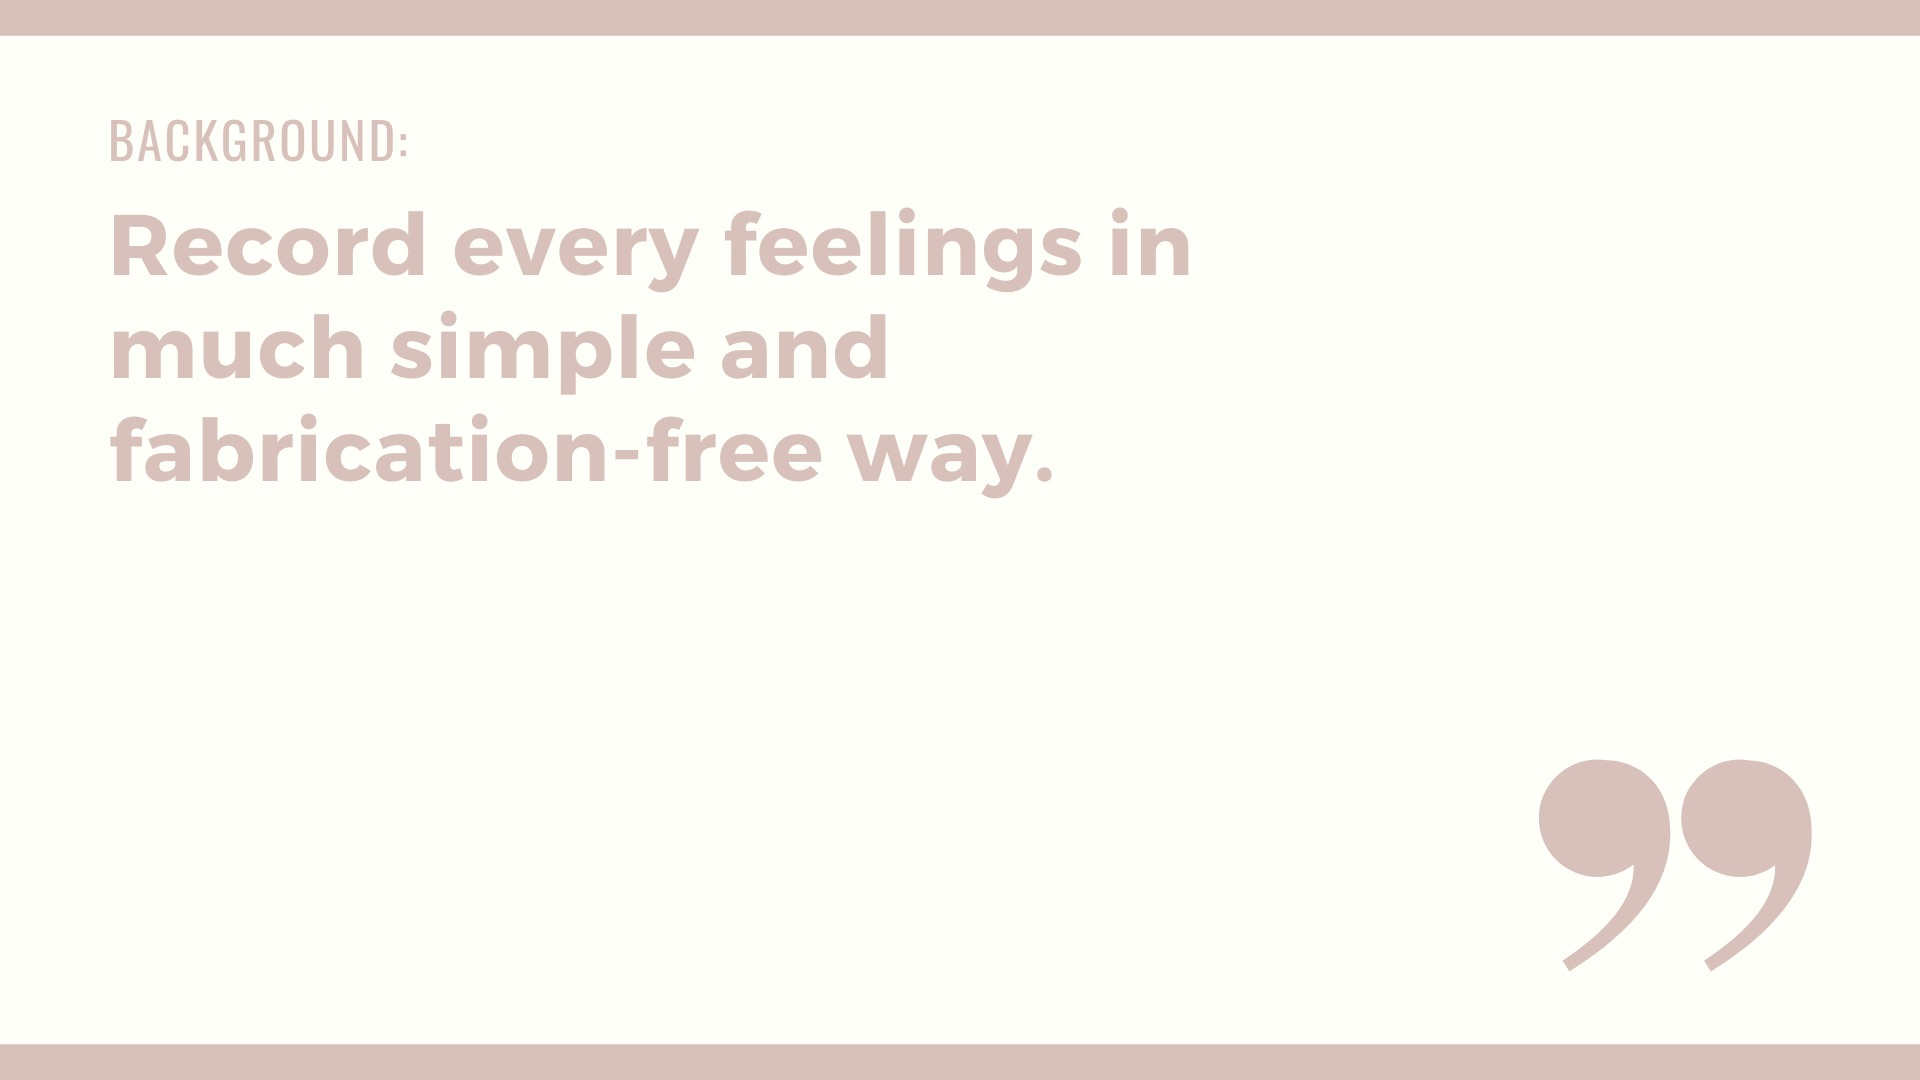 BACKGROUND:
Record every feelings in
much simple and
fabrication-free way.
”